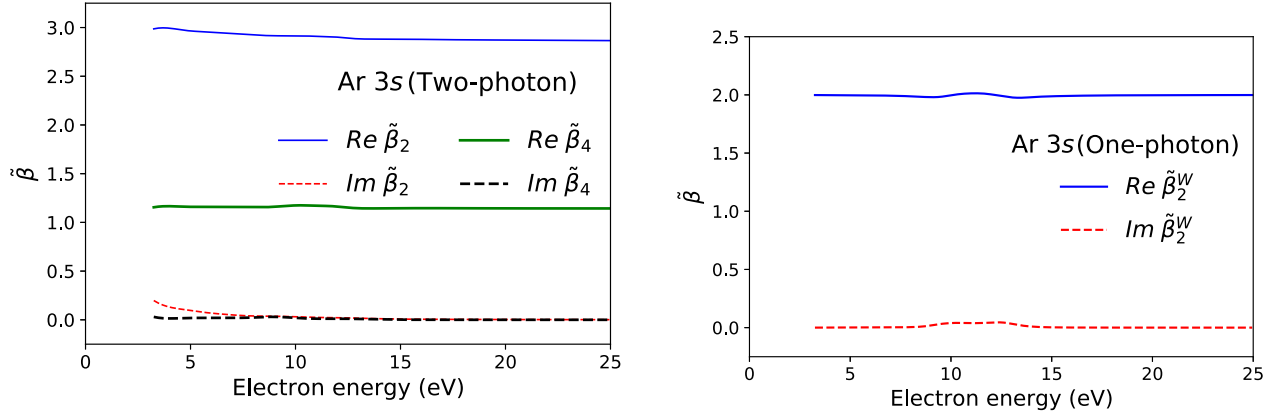 3.0
2.5
2.0
1.5
1.0
0.5
0.0
β̃
Ar 3s (Two-photon)
Re β̃₂
Re β̃₄
Im β̃₂
Im β̃₄
0 5 10 15 20 25
Electron energy (eV)
2.5
2.0
1.5
1.0
0.5
0.0
β̃
Ar 3s (One-photon)
Re β̃₂ᵂ
Im β̃₂ᵂ
0 5 10 15 20 25
Electron energy (eV)